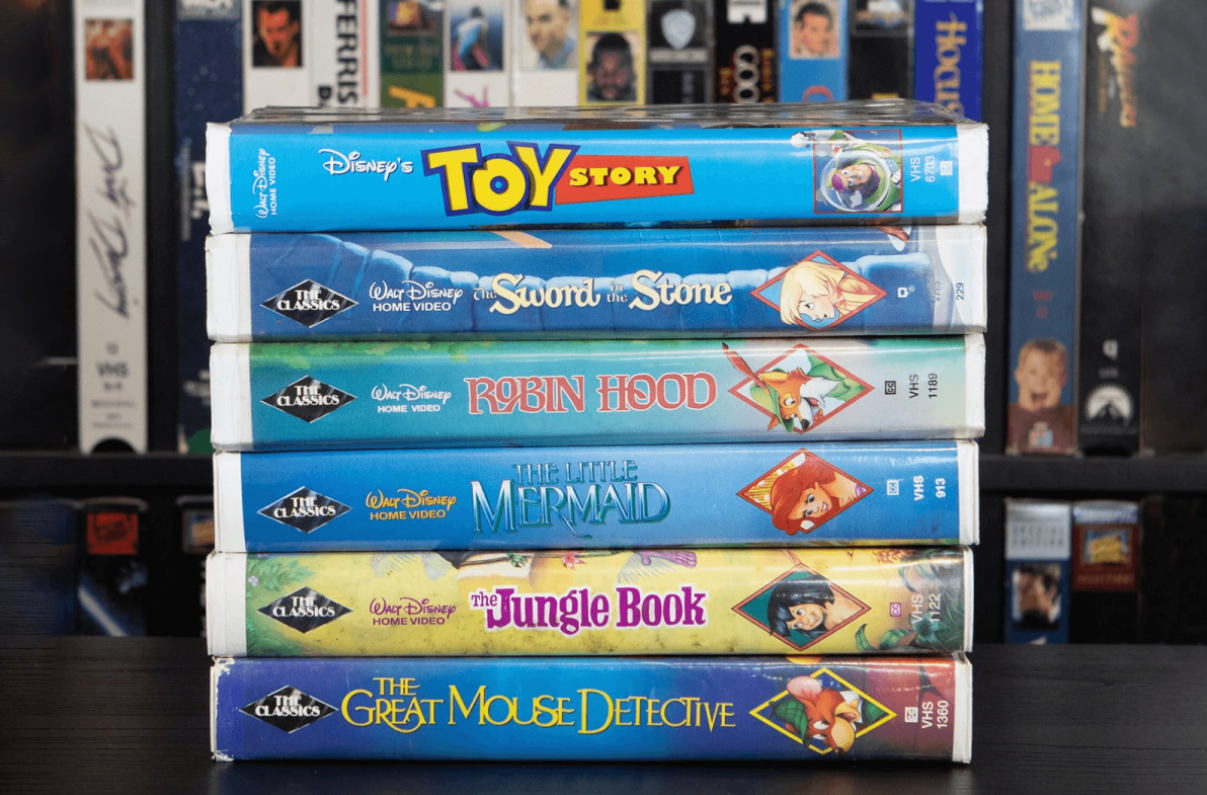 FERRIS
HOCUS
HOME ALONE
VHS
WALT DISNEY
HOME VIDEO
DISNEY'S
TOY
STORY
VHS
6703
THE
CLASSICS
WALT DISNEY
HOME VIDEO
The Sword in the Stone
229
THE
CLASSICS
WALT DISNEY
HOME VIDEO
ROBIN HOOD
CC
VHS
1189
THE
CLASSICS
WALT DISNEY
HOME VIDEO
THE LITTLE
MERMAID
VHS
913
THE
CLASSICS
WALT DISNEY
HOME VIDEO
The Jungle Book
VHS
1122
THE
CLASSICS
THE
GREAT MOUSE DETECTIVE
CC
VHS
1360